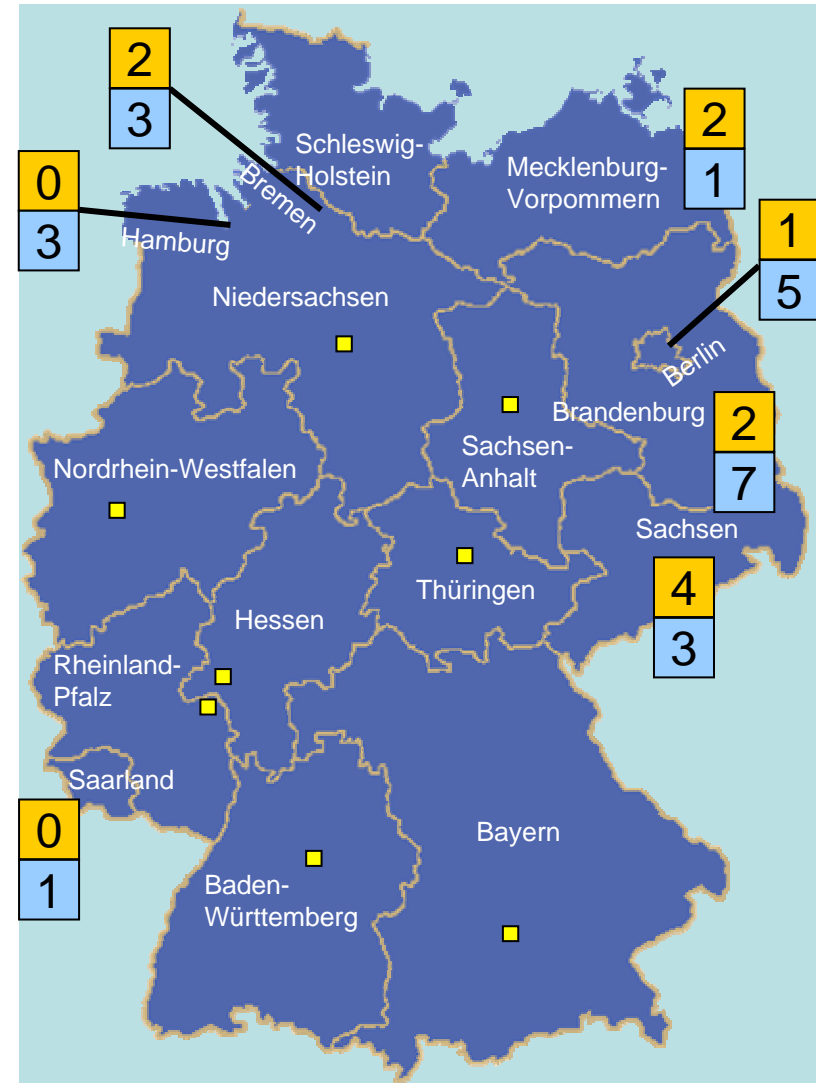 2
3
Schleswig-
Holstein
Mecklenburg-
Vorpommern
2
1
0
3
Bremen
Hamburg
1
5
Niedersachsen
Berlin
Brandenburg
2
7
Sachsen-
Anhalt
Nordrhein-Westfalen
Sachsen
Thüringen
4
3
Hessen
Rheinland-
Pfalz
Saarland
0
1
Bayern
Baden-
Württemberg